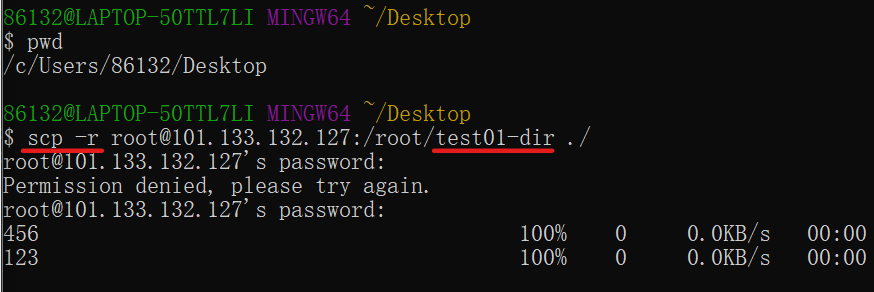 86132@LAPTOP-5OTTL7LI MINGW64 ~/Desktop
$ pwd
/c/Users/86132/Desktop
86132@LAPTOP-5OTTL7LI MINGW64 ~/Desktop
$ scp -r root@101.133.132.127:/root/test01-dir ./
root@101.133.132.127's password:
Permission denied, please try again.
root@101.133.132.127's password:
456 100% 0 0.0KB/s 00:00
123 100% 0 0.0KB/s 00:00